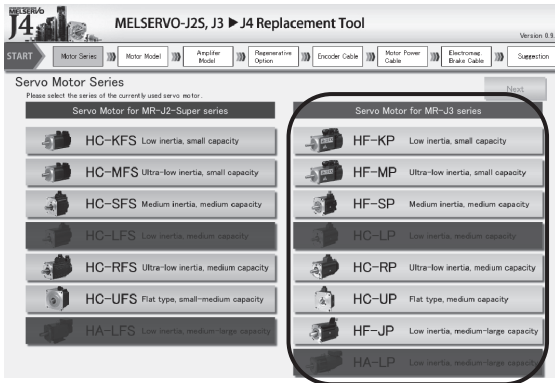 MELSERVO
J4
MELSERVO-J2S, J3 ▶ J4 Replacement Tool
Version 0.9.
START
Motor Series
Motor Model
Amplifer Model
Regenerative Option
Encoder Cable
Motor Power Cable
Electromag. Brake Cable
Suggestion
Servo Motor Series
Please select the series of the currently used servo motor.
Next
Servo Motor for MR-J2-Super series
HC-KFS Low inertia, small capacity
HC-MFS Ultra-low inertia, small capacity
HC-SFS Medium inertia, medium capacity
HC-LFS Low inertia, medium capacity
HC-RFS Ultra-low inertia, medium capacity
HC-UFS Flat type, small-medium capacity
HA-LFS Low inertia, medium-large capacity
Servo Motor for MR-J3 series
HF-KP Low inertia, small capacity
HF-MP Ultra-low inertia, small capacity
HF-SP Medium inertia, medium capacity
HC-LP Low inertia, medium capacity
HC-RP Ultra-low inertia, medium capacity
HC-UP Flat type, medium capacity
HF-JP Low inertia, medium-large capacity
HA-LP Low inertia, medium-large capacity